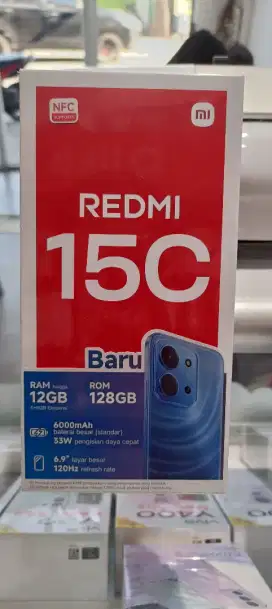 NFC
REDMI
15C
Baru
RAM hingga
12GB
ROM
128GB
6000mAh
baterai besar (standar)
33W pengisian daya cepat
6.9" layar besar
120Hz refresh rate